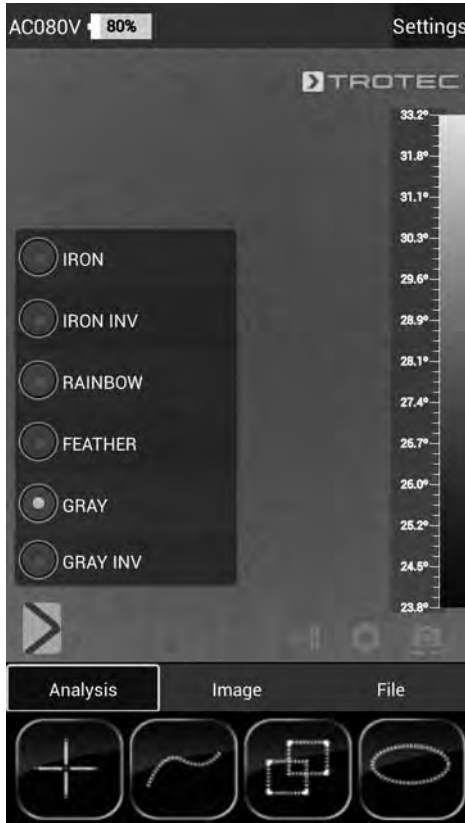 AC080V 80% Settings
TROTEC
33.2°
31.8°
31.1°
30.3°
29.6°
28.9°
28.1°
27.4°
26.7°
26.0°
25.2°
24.5°
23.8°
IRON
IRON INV
RAINBOW
FEATHER
GRAY
GRAY INV
Analysis Image File